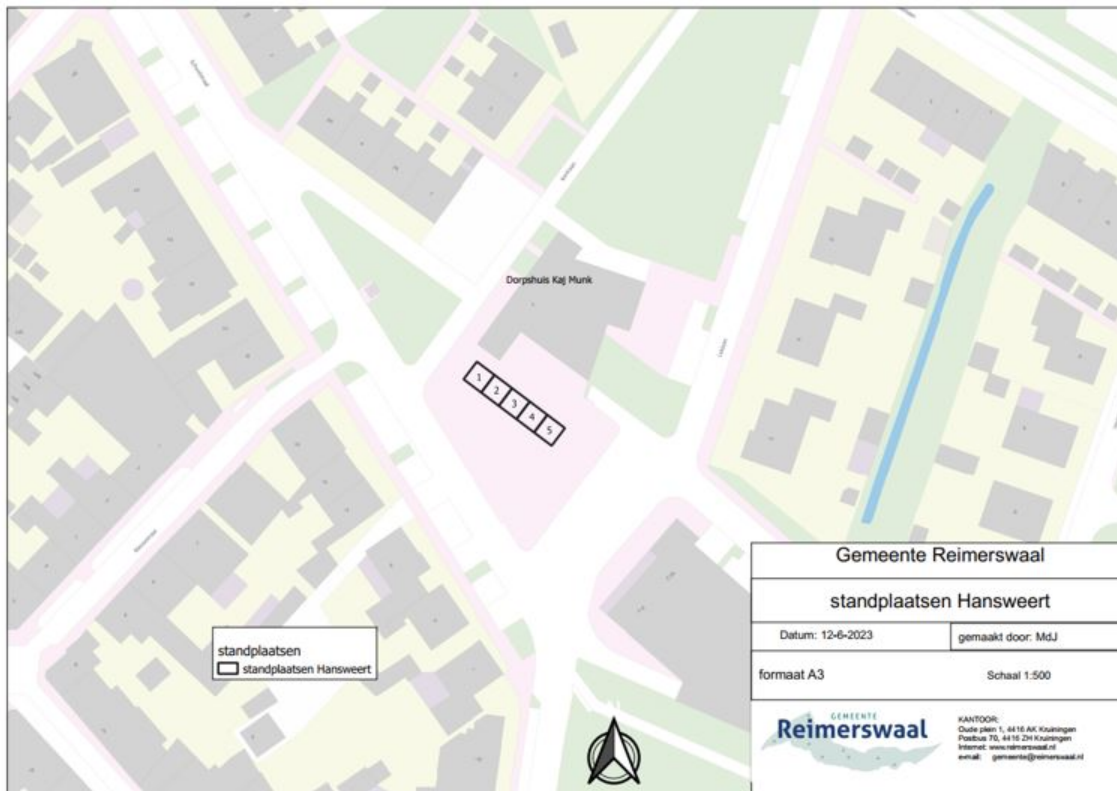 Dorpshuis Kaj Munk
1
2
3
4
5
standplaatsen
standplaatsen Hansweert
Gemeente Reimerswaal
standplaatsen Hansweert
Datum: 12-6-2023
gemaakt door: MdJ
formaat A3
Schaal 1:500
GEMEENTE
Reimerswaal
KANTOOR:
Oude plein 1, 4416 AK Kruiningen
Postbus 70, 4416 ZH Kruiningen
Internet: www.reimerswaal.nl
e-mail: gemeente@reimerswaal.nl